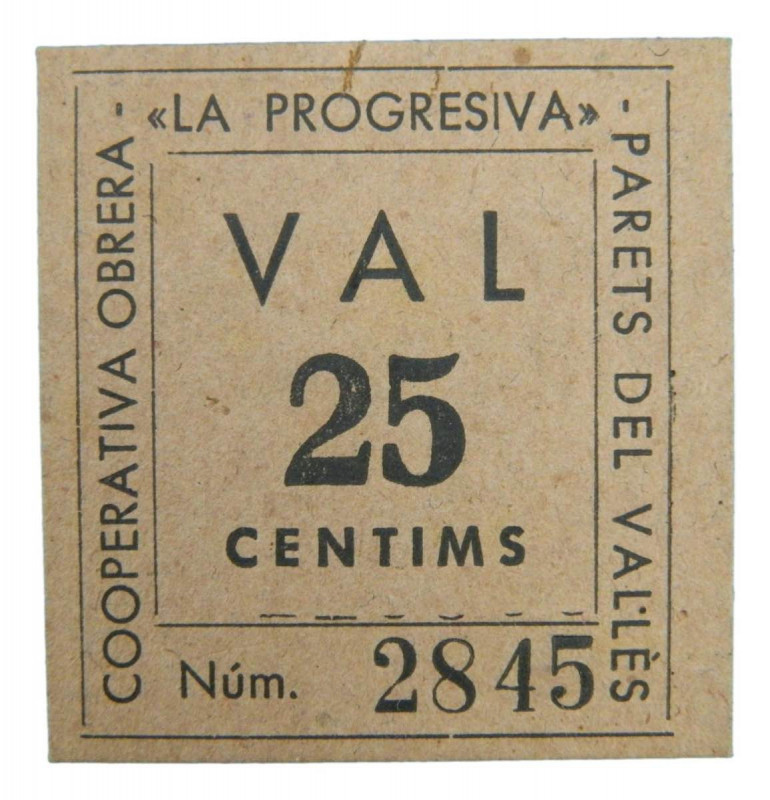 COOPERATIVA OBRERA -
«LA PROGRESIVA»
- PARETS DEL VAL·LÈS
VAL
25
CENTIMS
Núm. 2845